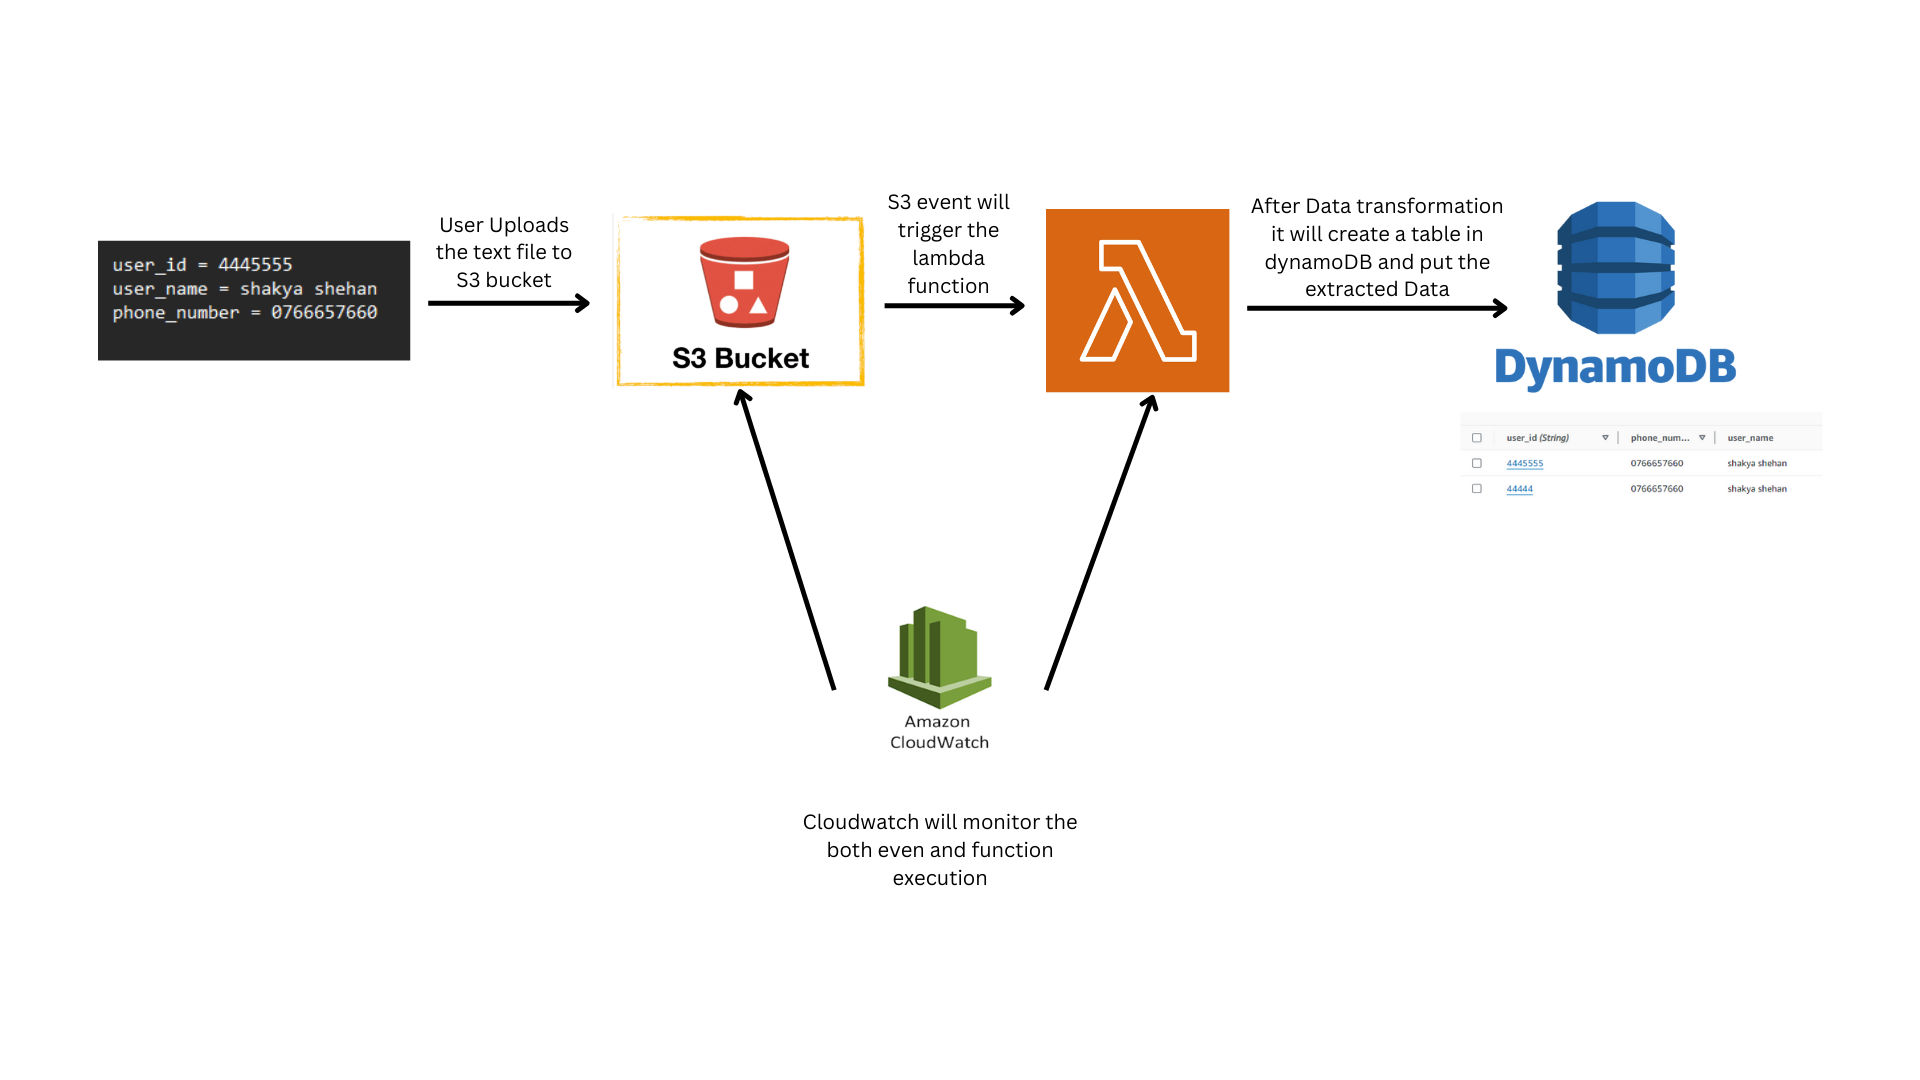 user_id = 4445555
user_name = shakya shehan
phone_number = 0766657660
User Uploads
the text file to
S3 bucket
S3 Bucket
S3 event will
trigger the
lambda
function
After Data transformation
it will create a table in
dynamoDB and put the
extracted Data
DynamoDB
user_id (String) phone_num... user_name
4445555 0766657660 shakya shehan
44444 0766657660 shakya shehan
Amazon
CloudWatch
Cloudwatch will monitor the
both even and function
execution